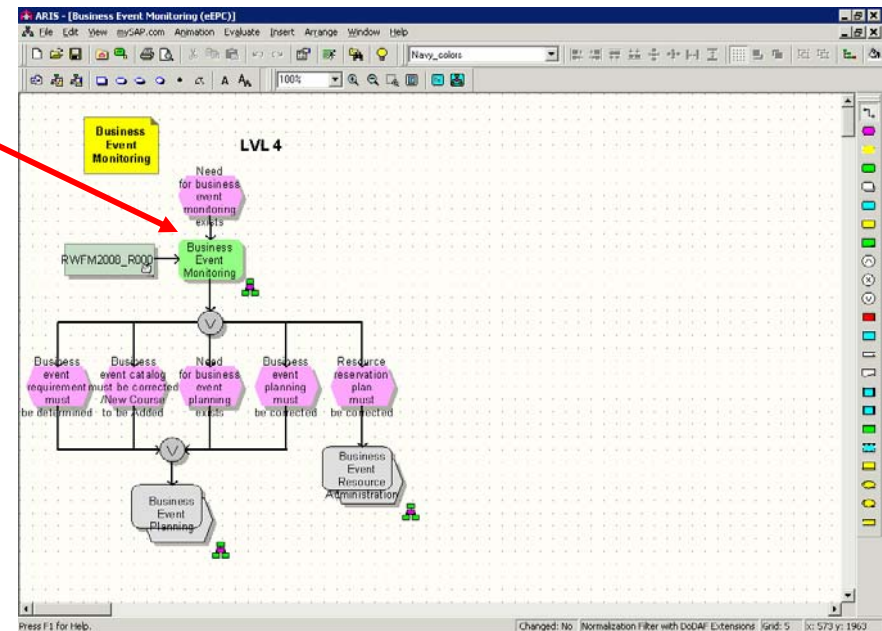 ARIS - [Business Event Monitoring (eEPC)]
File Edit View mySAP.com Animation Evaluate Insert Arrange Window Help
Navy_colors
A A
100%
Business
Event
Monitoring
LVL 4
Need
for business
event
monitoring
exists
RWFM2008_R000
Business
Event
Monitoring
V
Business
event
requirement
must
be determined
Business
event catalog
must be corrected
/New Course
to be Added
Need
for business
event
planning
exists
Business
event
planning
must
be corrected
Resource
reservation
plan
must
be corrected
V
Business
Event
Planning
Business
Event
Resource
Administration
Press F1 for Help.
Changed: No Normalization Filter with DoDAF Extensions Grid: 5 x: 573 y: 1963